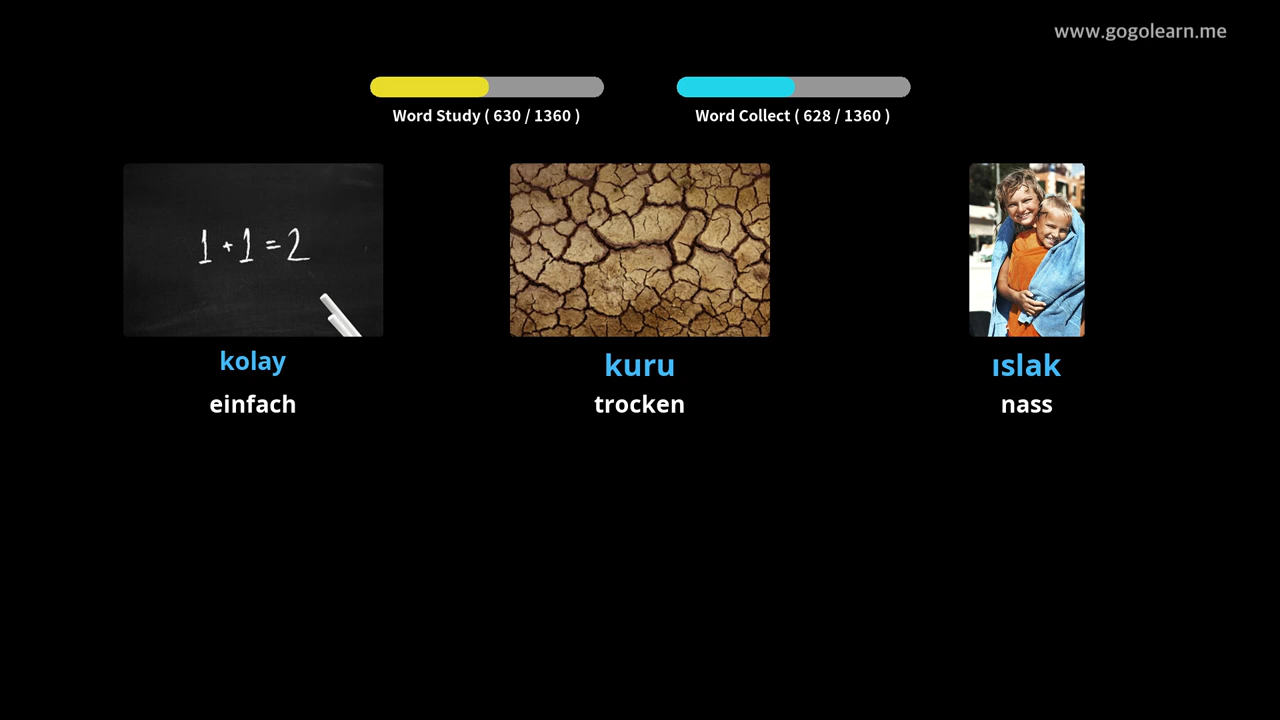 www.gogolearn.me
Word Study ( 630 / 1360 )
Word Collect ( 628 / 1360 )
1 + 1 = 2
kolay
einfach
kuru
trocken
ıslak
nass